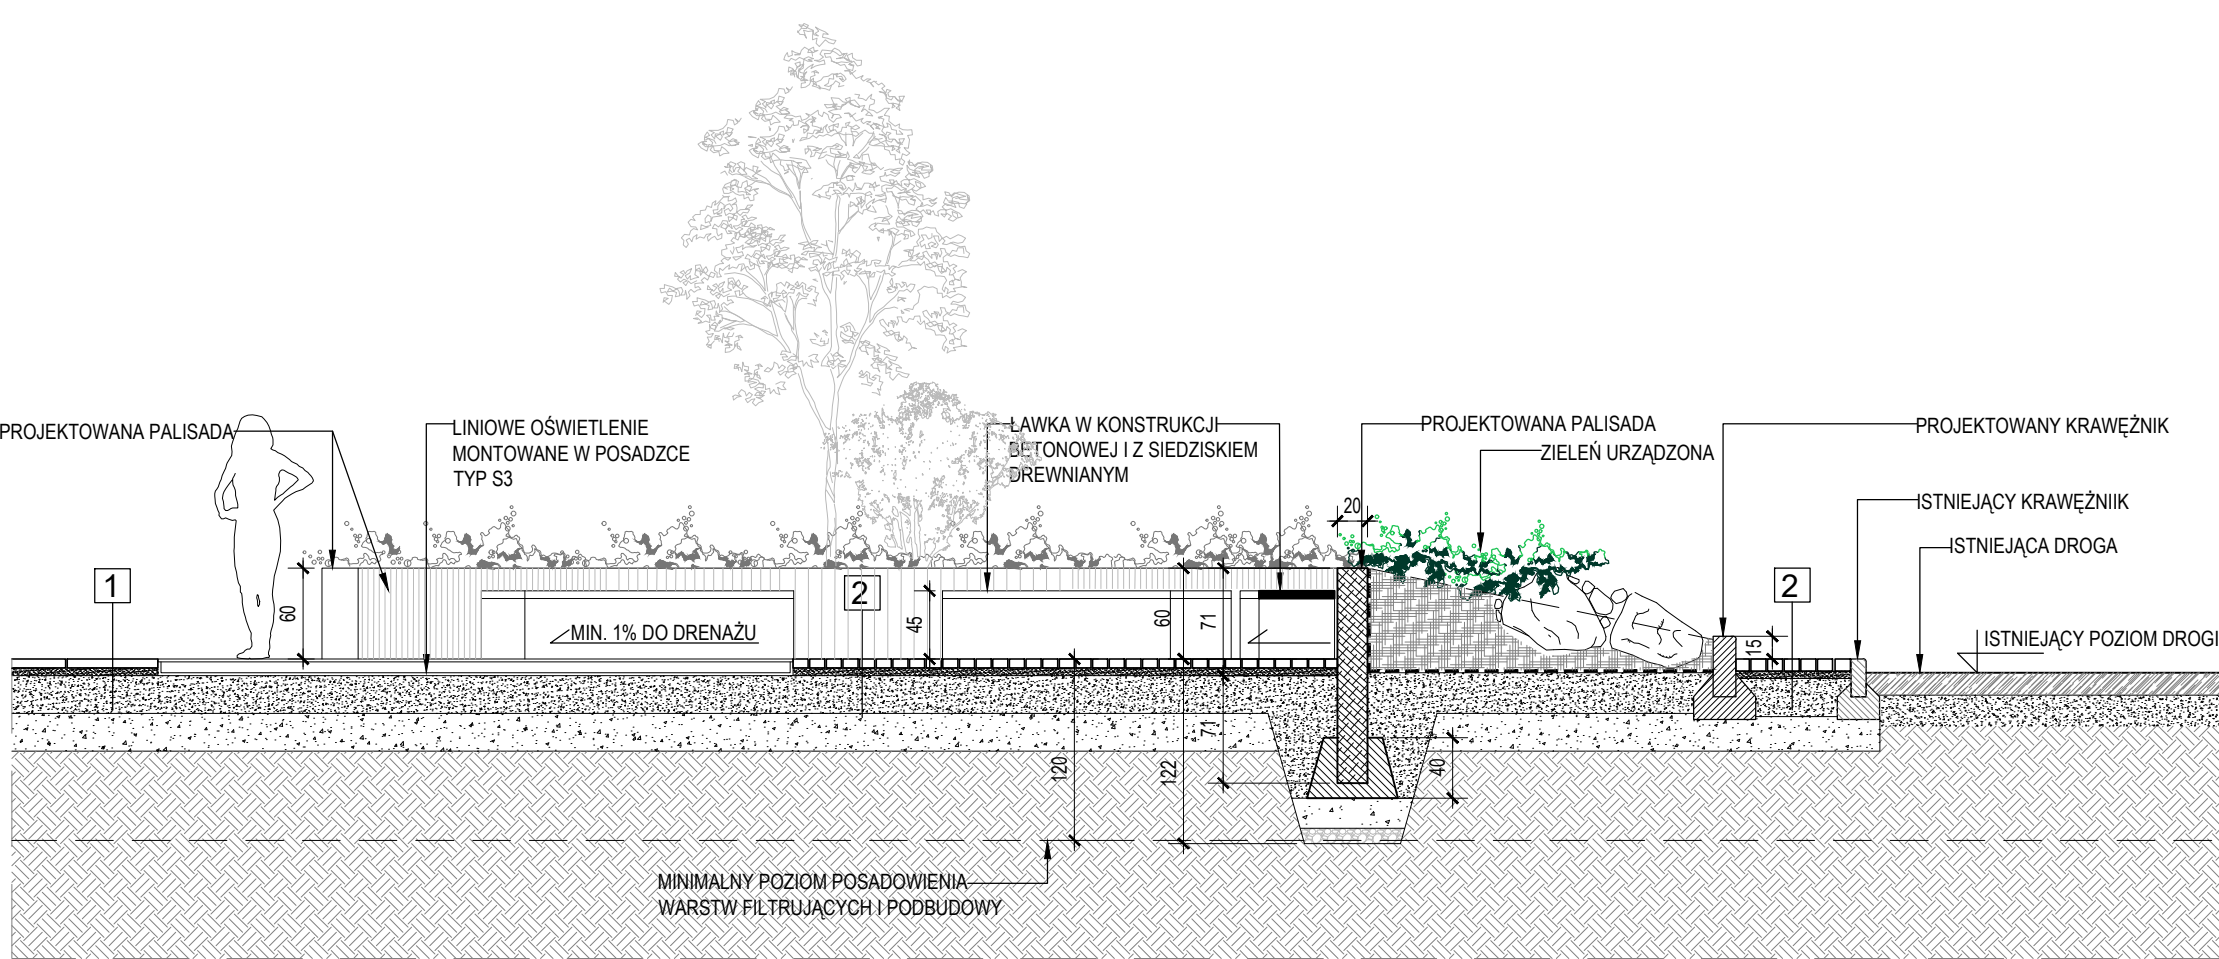 PROJEKTOWANA PALISADA
LINIOWE OŚWIETLENIE
MONTOWANE W POSADZCE
TYP S3
ŁAWKA W KONSTRUKCJI
BETONOWEJ I Z SIEDZISKIEM
DREWNIANYM
PROJEKTOWANA PALISADA
ZIELEŃ URZĄDZONA
PROJEKTOWANY KRAWĘŻNIK
ISTNIEJĄCY KRAWĘŻNIIK
ISTNIEJĄCA DROGA
ISTNIEJĄCY POZIOM DROGI
20
1
2
2
60
MIN. 1% DO DRENAŻU
45
60
71
15
71
40
120
122
MINIMALNY POZIOM POSADOWIENIA
WARSTW FILTRUJĄCYCH I PODBUDOWY